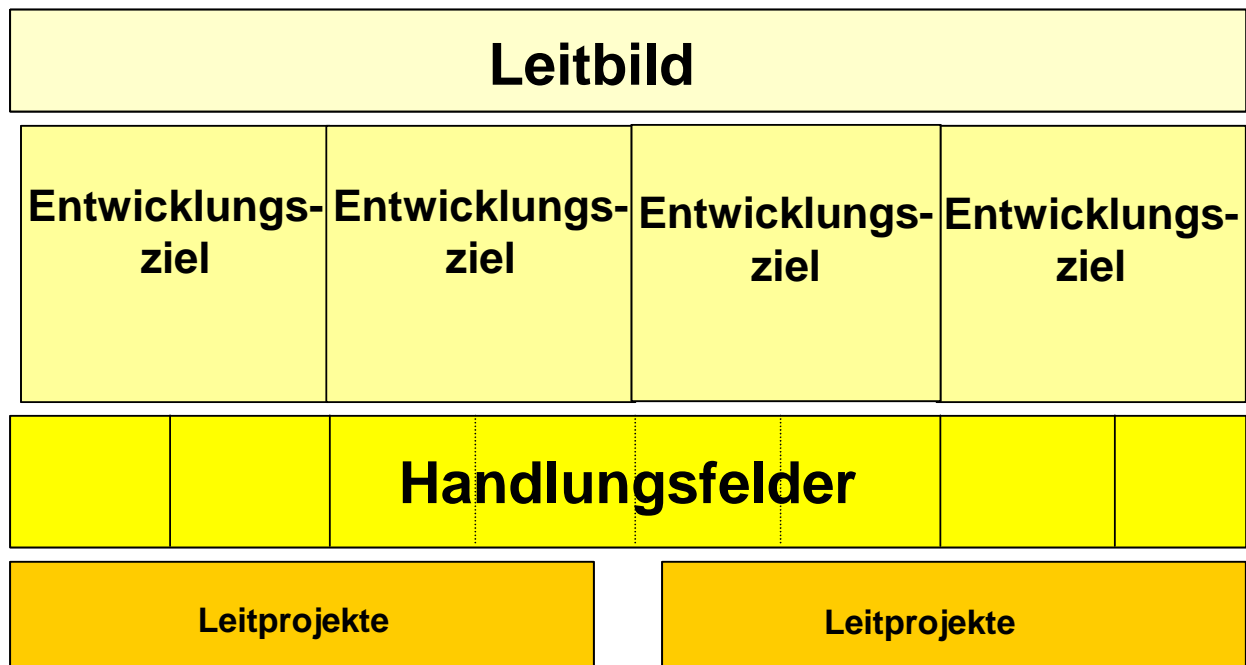 Leitbild
Entwicklungs-
ziel
Entwicklungs-
ziel
Entwicklungs-
ziel
Entwicklungs-
ziel
Handlungsfelder
Leitprojekte
Leitprojekte